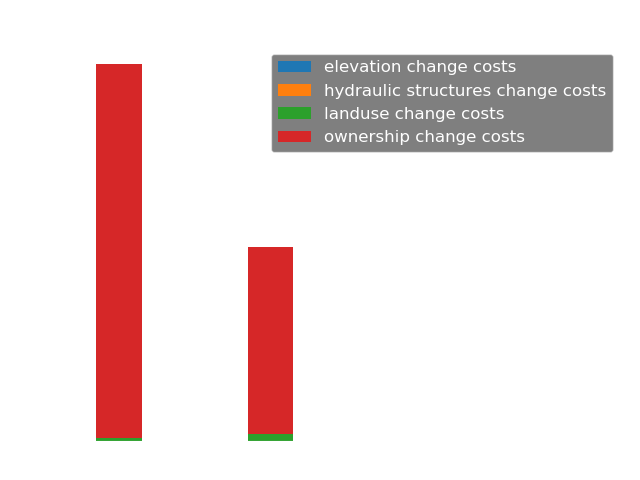 elevation change costs
hydraulic structures change costs
landuse change costs
ownership change costs